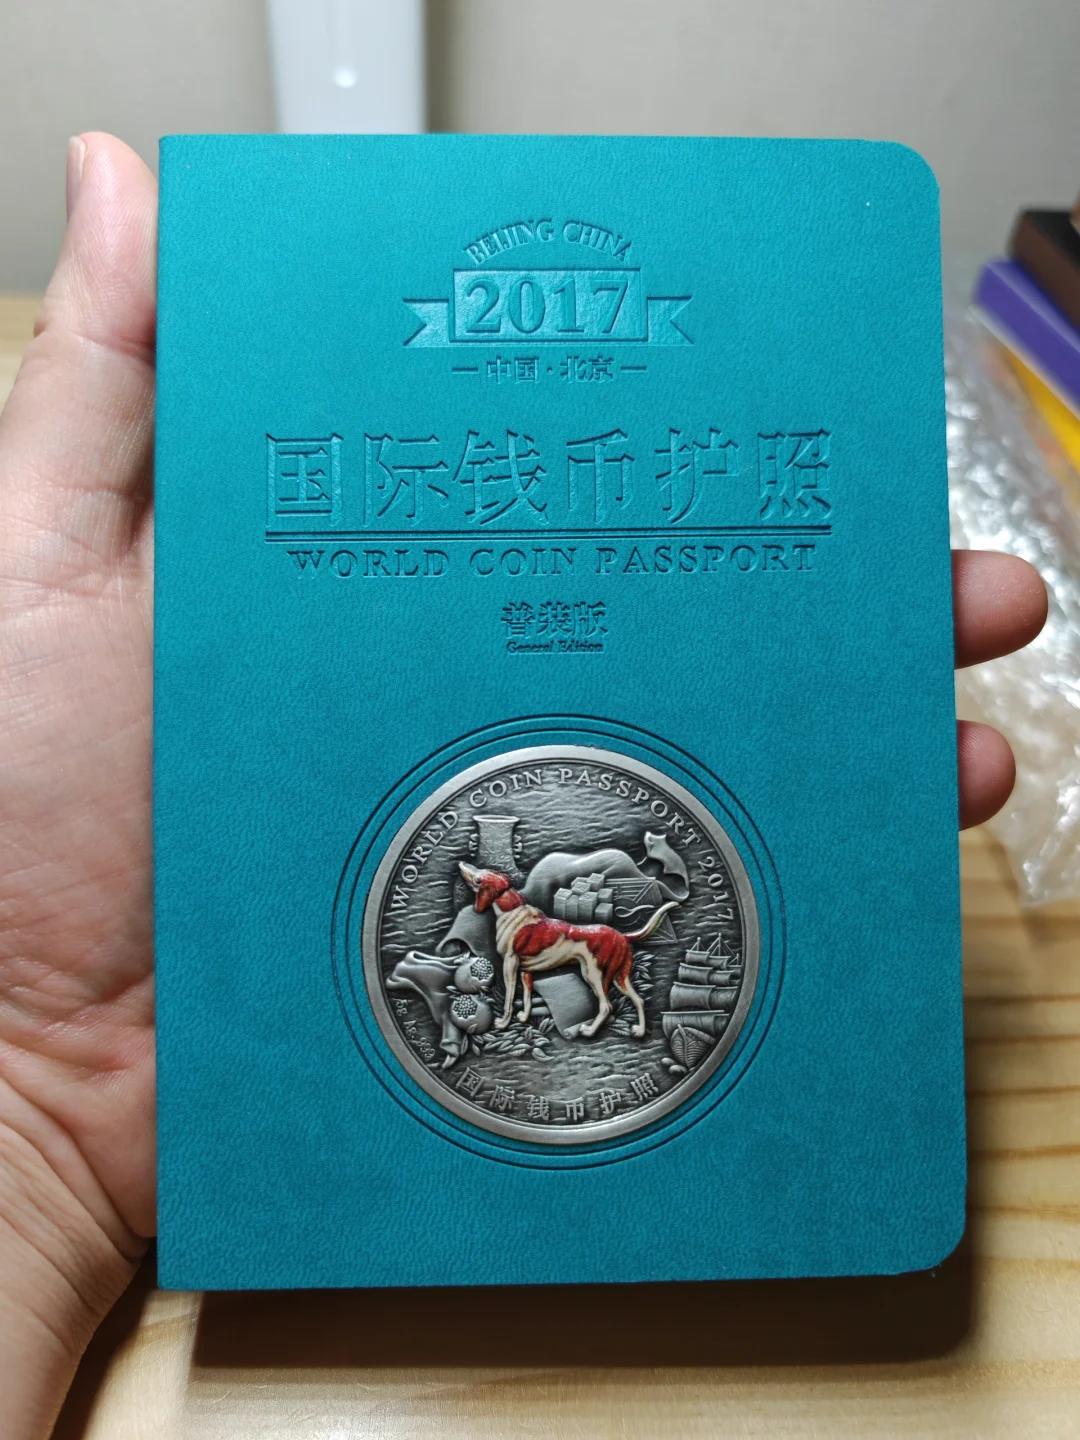 BEIJING CHINA
2017
中国·北京
国际钱币护照
WORLD COIN PASSPORT
普装版
General Edition
WORLD COIN PASSPORT 2017
国际钱币护照